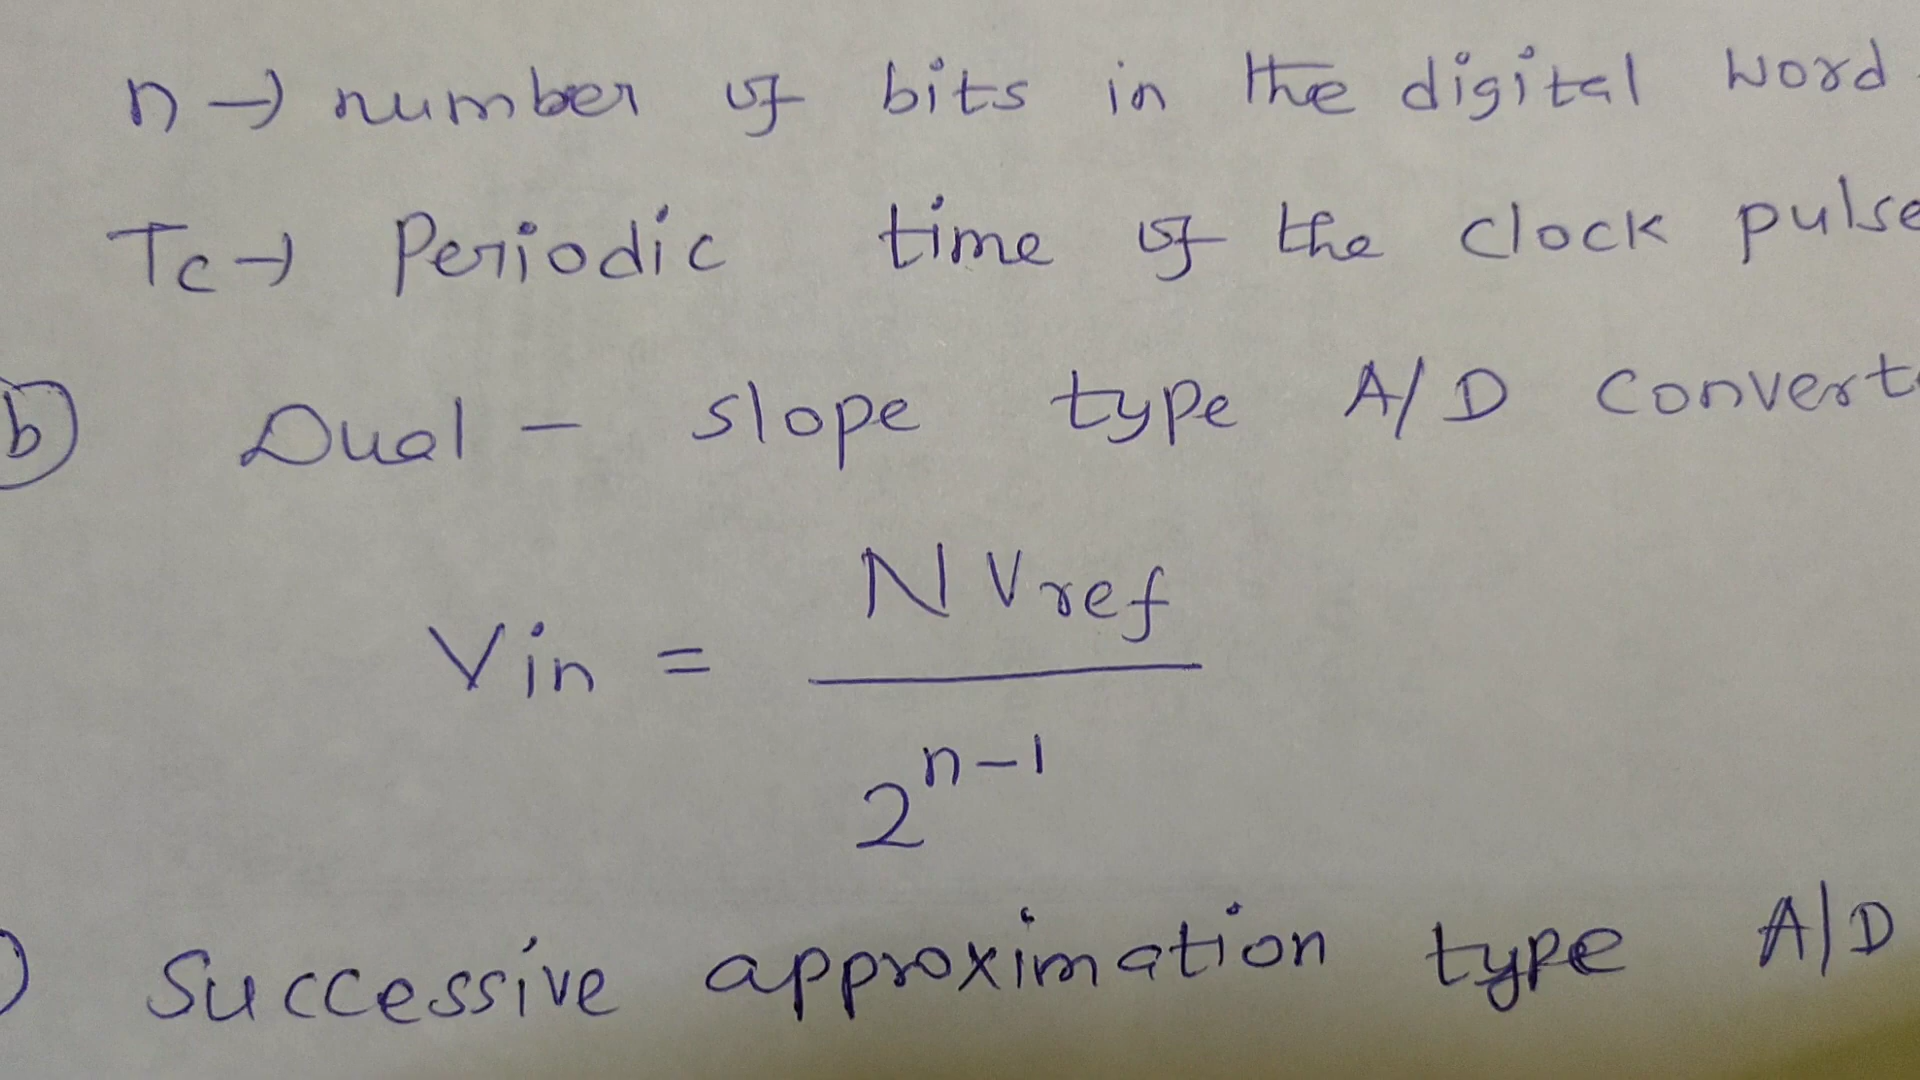 n → number of bits in the digital word
Tc → Periodic time of the clock pulse
b) Dual - slope type A/D
Vin = N Vref
2^n-1
) Successive approximation type A/D